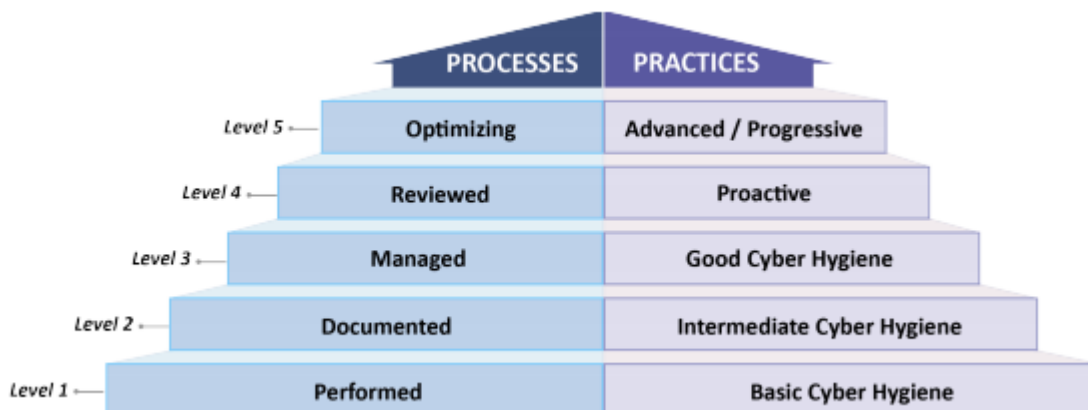 PROCESSES PRACTICES
Level 5 Optimizing Advanced / Progressive
Level 4 Reviewed Proactive
Level 3 Managed Good Cyber Hygiene
Level 2 Documented Intermediate Cyber Hygiene
Level 1 Performed Basic Cyber Hygiene